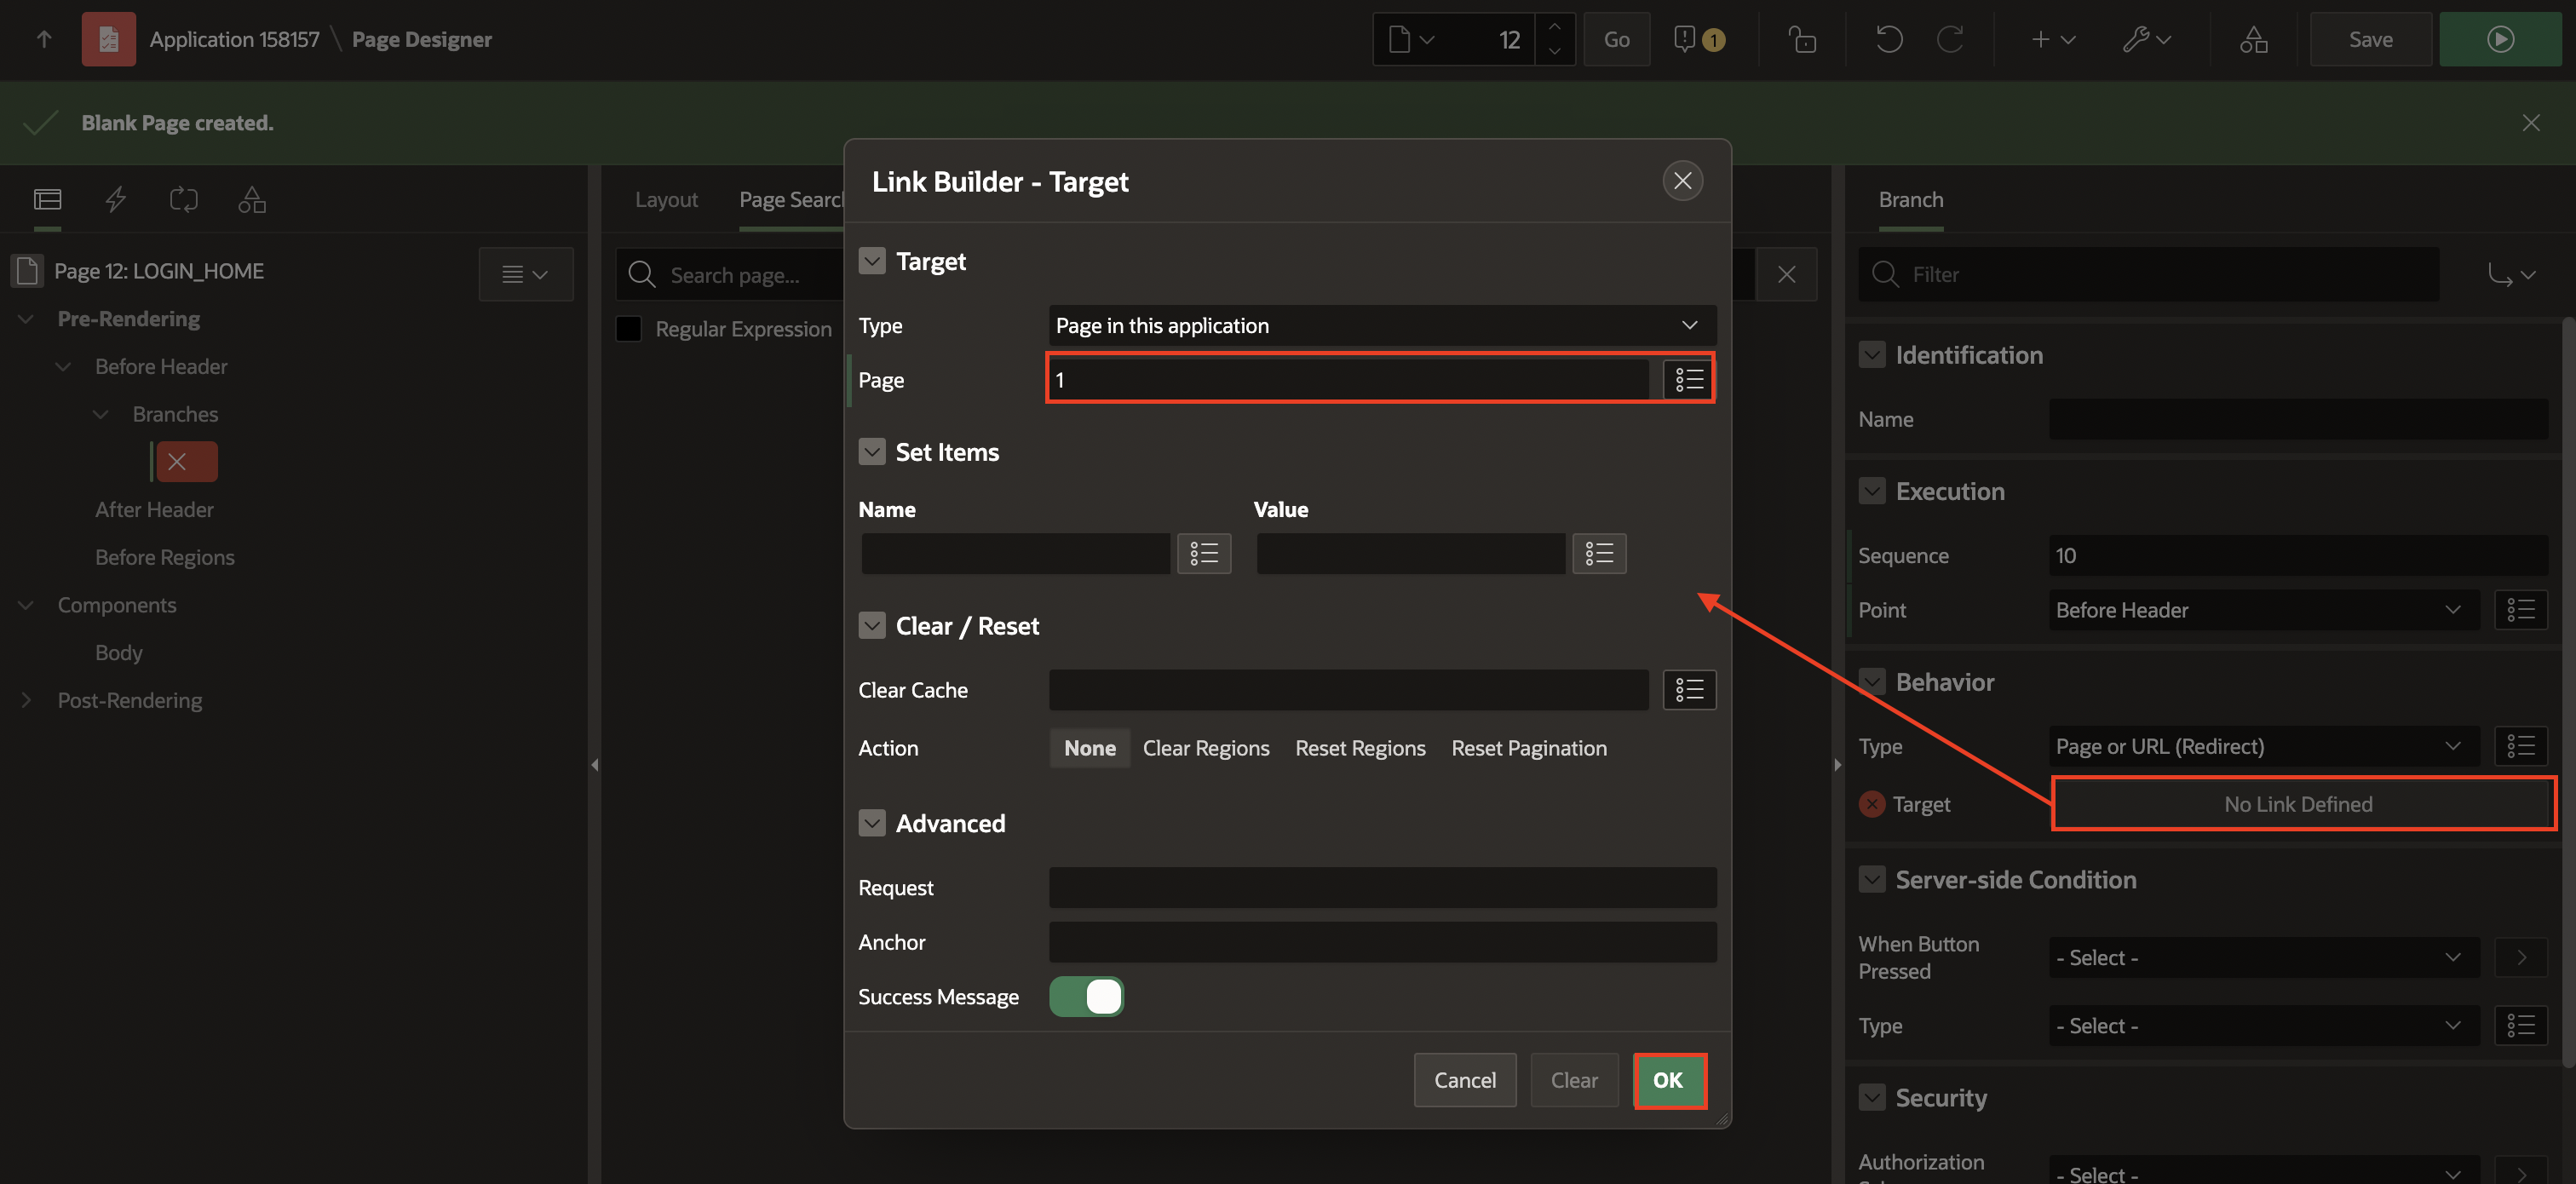 Application 158157 \ Page Designer
12
Go
1
Save
Blank Page created.
Page 12: LOGIN_HOME
Pre-Rendering
Before Header
Branches
After Header
Before Regions
Components
Body
Post-Rendering
Layout
Page Search
Search page...
Regular Expression
Link Builder - Target
Target
Type
Page in this application
Page
1
Set Items
Name
Value
Clear / Reset
Clear Cache
Action
None
Clear Regions
Reset Regions
Reset Pagination
Advanced
Request
Anchor
Success Message
Cancel
Clear
OK
Branch
Filter
Identification
Name
Execution
Sequence
10
Point
Before Header
Behavior
Type
Page or URL (Redirect)
Target
No Link Defined
Server-side Condition
When Button
Pressed
- Select -
Type
- Select -
Security
Authorization
- Select -